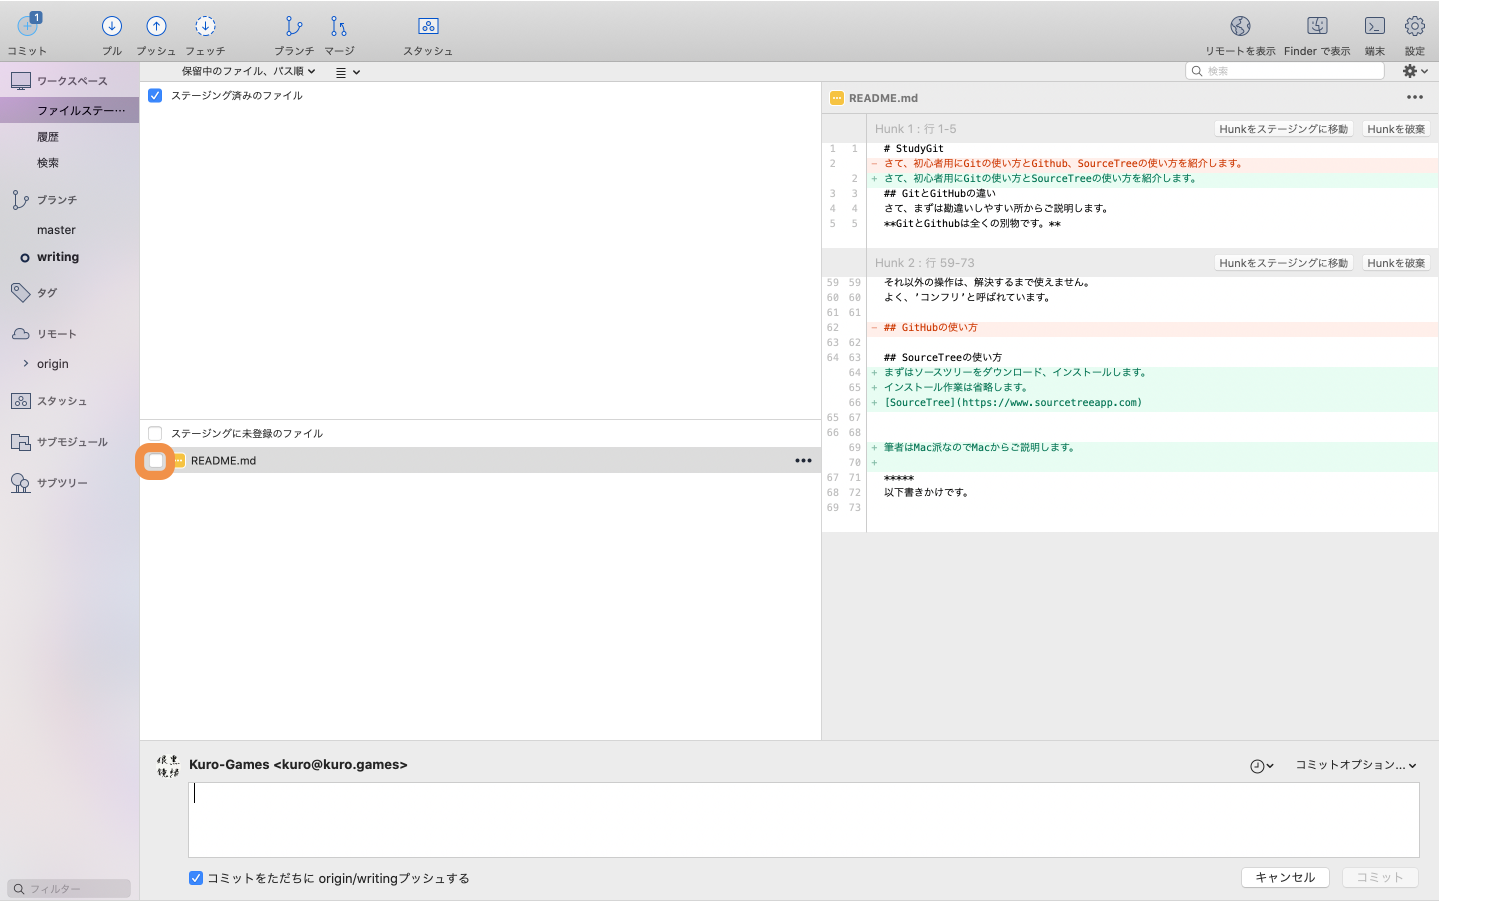 1
コミット
プル
プッシュ
フェッチ
ブランチ
マージ
スタッシュ
リモートを表示
Finder で表示
端末
設定
ワークスペース
ファイルステー…
履歴
検索
ブランチ
master
writing
タグ
リモート
origin
スタッシュ
サブモジュール
サブツリー
フィルター
保留中のファイル、パス順
検索
ステージング済みのファイル
ステージングに未登録のファイル
README.md
README.md
Hunk 1 : 行 1-5
Hunkをステージングに移動
Hunkを破棄
1 1 # StudyGit
2 - さて、初心者用にGitの使い方とGithub、SourceTreeの使い方を紹介します。
2 + さて、初心者用にGitの使い方とSourceTreeの使い方を紹介します。
3 3 ## GitとGitHubの違い
4 4 さて、まずは勘違いしやすい所からご説明します。
5 5 **GitとGithubは全くの別物です。**
Hunk 2 : 行 59-73
Hunkをステージングに移動
Hunkを破棄
59 59 それ以外の操作は、解決するまで使えません。
60 60 よく、’コンフリ’と呼ばれています。
61 61
62 - ## GitHubの使い方
63 62
64 63 ## SourceTreeの使い方
64 + まずはソースツリーをダウンロード、インストールします。
65 + インストール作業は省略します。
66 + [SourceTree](https://www.sourcetreeapp.com)
65 67
66 68
69 + 筆者はMac派なのでMacからご説明します。
70 +
67 71 *****
68 72 以下書きかけです。
69 73
Kuro-Games <kuro@kuro.games>
コミットオプション...
コミットをただちに origin/writingプッシュする
キャンセル
コミット